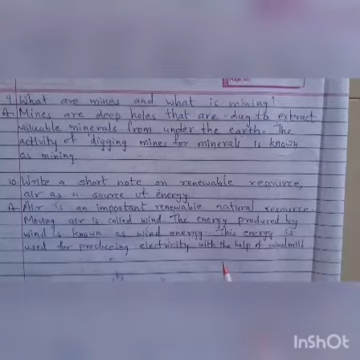 9 What are mines and what is mining?
A. Mines are deep holes that are dug to extract
valuable minerals from under the earth. The
activity of digging mines for minerals is known
as mining.
10. Write a short note on renewable resource,
air as a source of energy.
A. Air is an important renewable natural resource.
Moving air is called wind. The energy produced by
wind is known as wind energy. This energy is
used for producing electricity with the help of windmill
InShOt